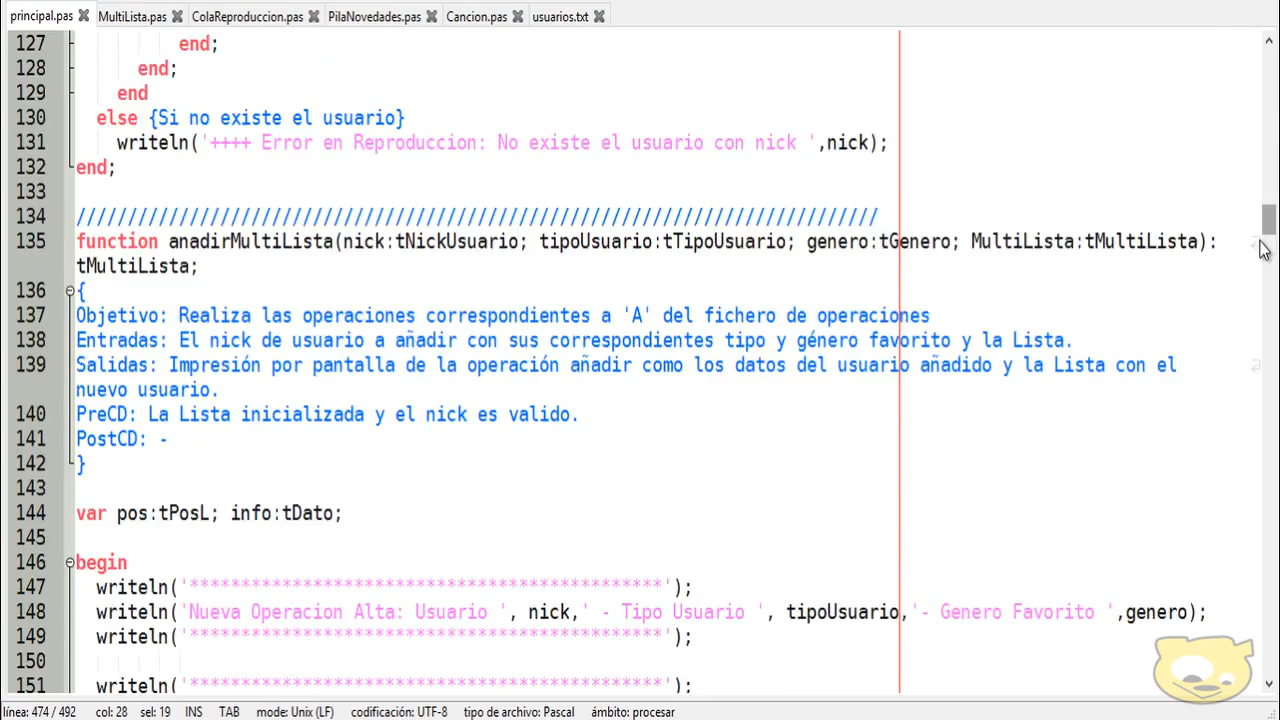 principal.pas MultiLista.pas ColaReproduccion.pas PilaNovedades.pas Cancion.pas usuarios.txt
127 end;
128 end;
129 end
130 else {Si no existe el usuario}
131 writeln('++++ Error en Reproduccion: No existe el usuario con nick ',nick);
132 end;
133
134 //////////////////////////////////////////////////////////////////////////////
135 function anadirMultiLista(nick:tNickUsuario; tipoUsuario:tTipoUsuario; genero:tGenero; MultiLista:tMultiLista):
tMultiLista;
136 {
137 Objetivo: Realiza las operaciones correspondientes a 'A' del fichero de operaciones
138 Entradas: El nick de usuario a añadir con sus correspondientes tipo y género favorito y la Lista.
139 Salidas: Impresión por pantalla de la operación añadir como los datos del usuario añadido y la Lista con el
nuevo usuario.
140 PreCD: La Lista inicializada y el nick es valido.
141 PostCD: -
142 }
143
144 var pos:tPosL; info:tDato;
145
146 begin
147 writeln('**********************************************');
148 writeln('Nueva Operacion Alta: Usuario ', nick,' - Tipo Usuario ', tipoUsuario,'- Genero Favorito ',genero);
149 writeln('**********************************************');
150
151 writeln('**********************************************');
línea: 474 / 492 col: 28 sel: 19 INS TAB mode: Unix (LF) codificación: UTF-8 tipo de archivo: Pascal ámbito: procesar